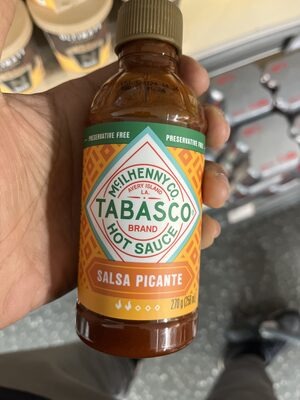 PRESERVATIVE FREE
PRESERVATIVE FREE
McILHENNY CO.
AVERY ISLAND
LA.
TABASCO
BRAND
HOT SAUCE
SALSA PICANTE